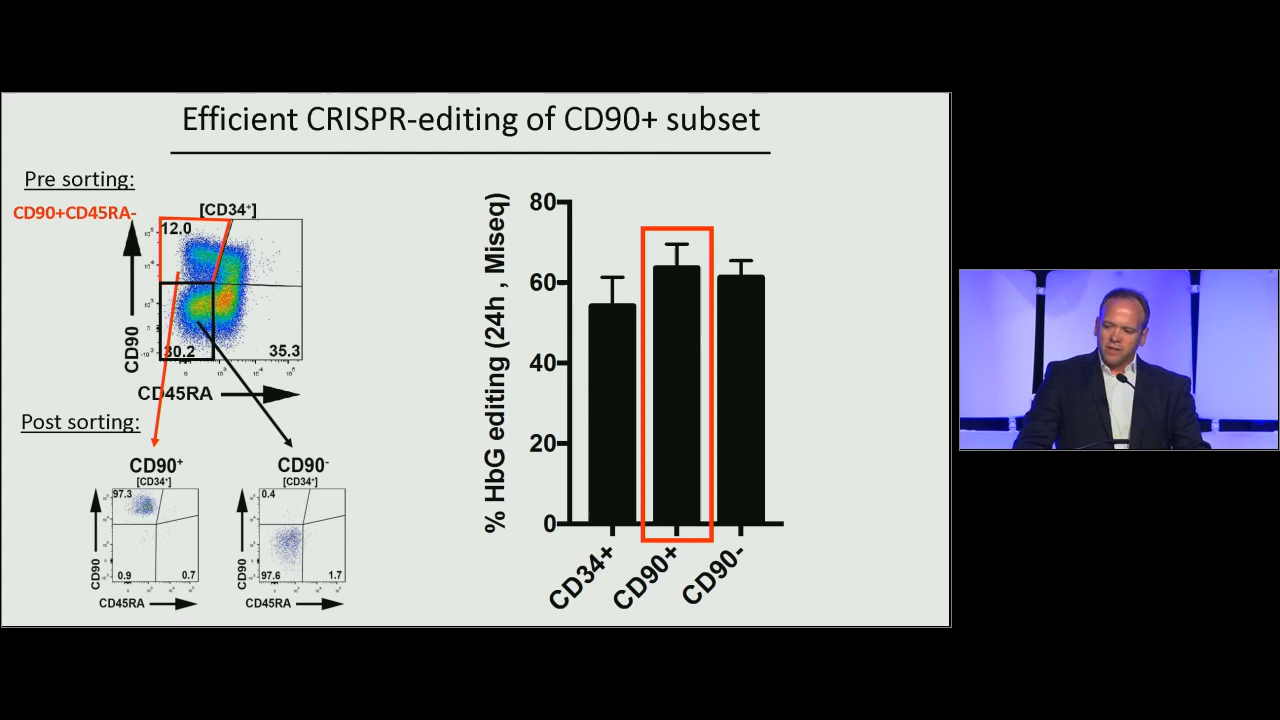 Efficient CRISPR-editing of CD90+ subset
Pre sorting:
CD90+CD45RA-
[CD34+]
12.0
30.2
35.3
CD90
CD45RA
Post sorting:
CD90+
[CD34+]
97.3
0.9
0.7
CD90
CD45RA
CD90-
[CD34+]
0.4
97.6
1.7
CD90
CD45RA
% HbG editing (24h , Miseq)
80
60
40
20
0
CD34+
CD90+
CD90-